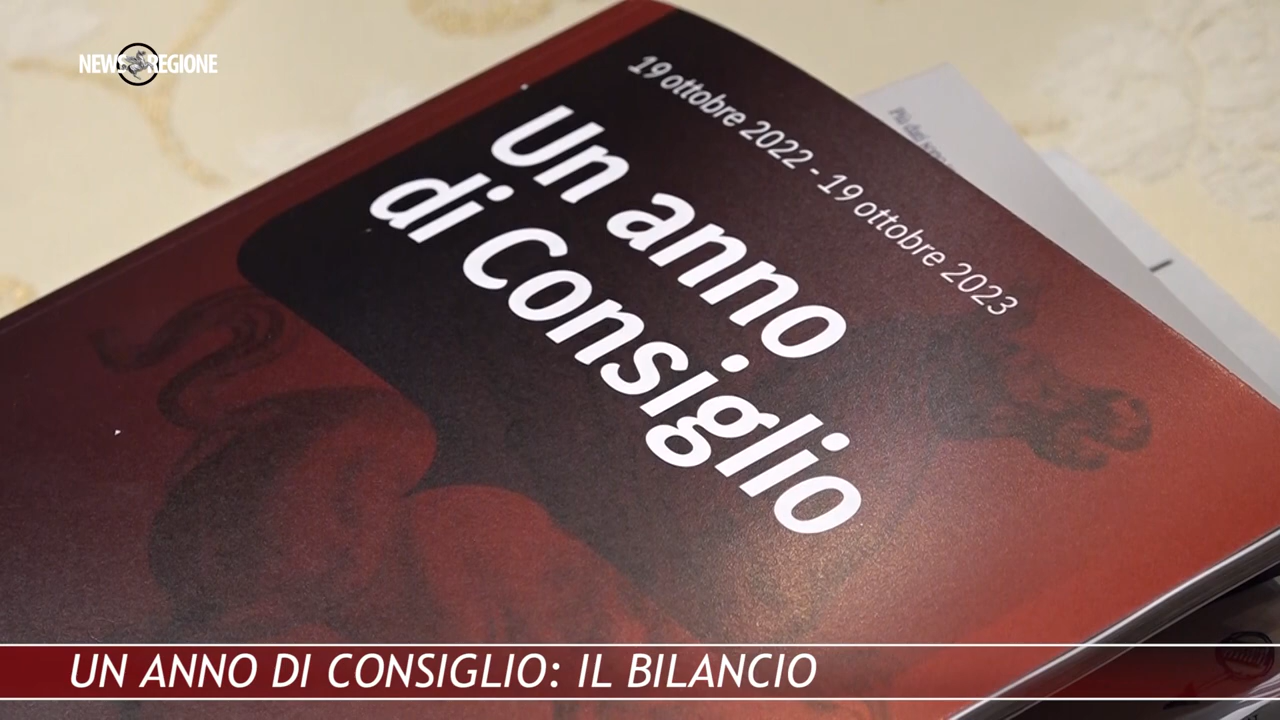 NEWS REGIONE
19 ottobre 2022 - 19 ottobre 2023
Un anno
di Consiglio
UN ANNO DI CONSIGLIO: IL BILANCIO